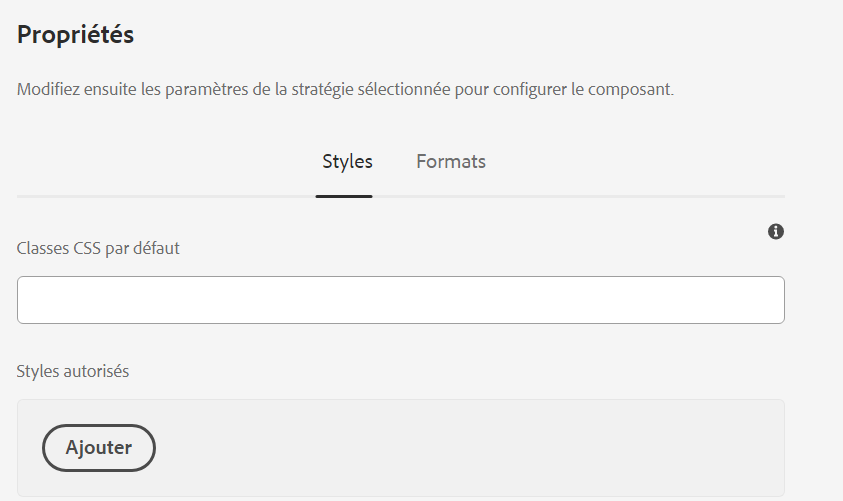 Propriétés
Modifiez ensuite les paramètres de la stratégie sélectionnée pour configurer le composant.
Styles Formats
Classes CSS par défaut
Styles autorisés
Ajouter